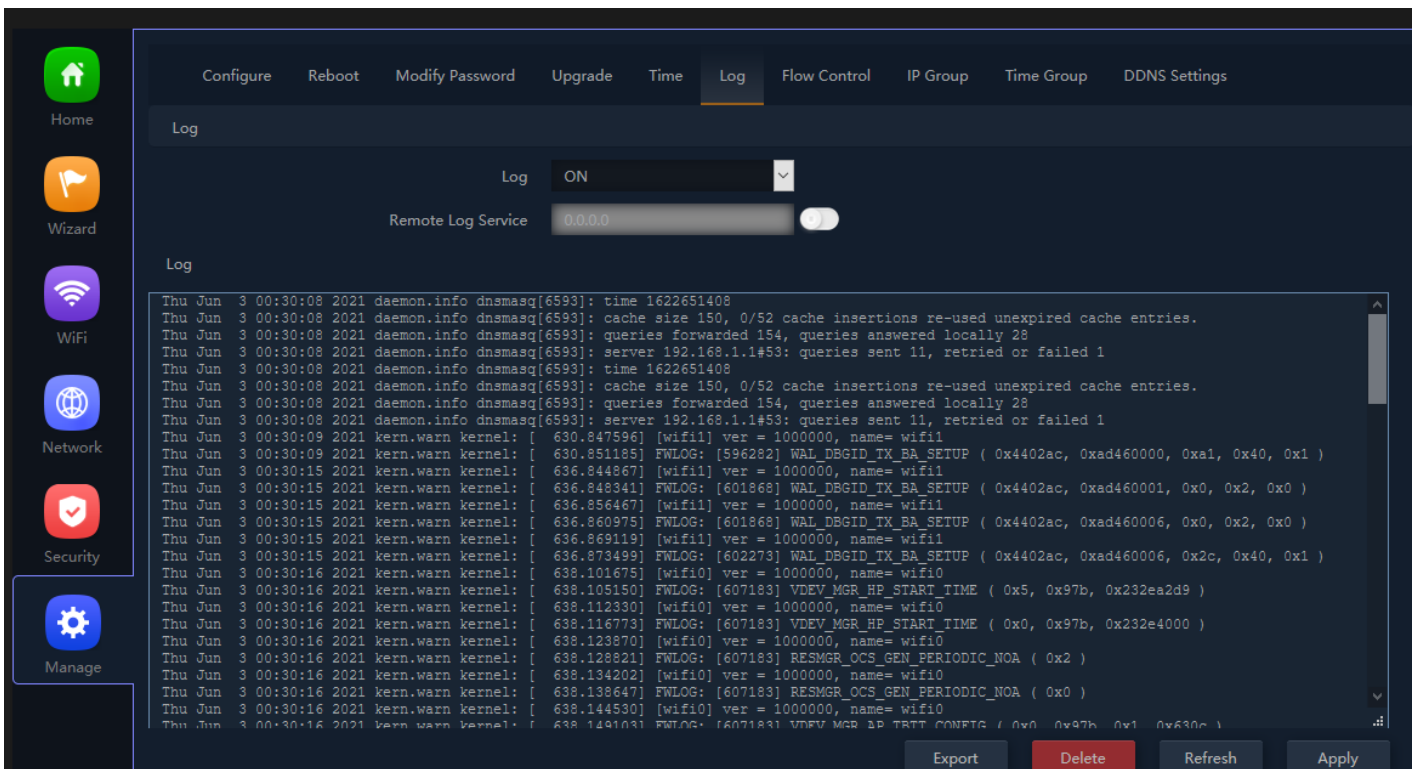 Configure Reboot Modify Password Upgrade Time Log Flow Control IP Group Time Group DDNS Settings
Home
Log
Log ON
Wizard
Remote Log Service 0.0.0.0
Log
WiFi
Network
Security
Manage
Thu Jun  3 00:30:08 2021 daemon.info dnsmasq[6593]: time 1622651408
Thu Jun  3 00:30:08 2021 daemon.info dnsmasq[6593]: cache size 150, 0/52 cache insertions re-used unexpired cache entries.
Thu Jun  3 00:30:08 2021 daemon.info dnsmasq[6593]: queries forwarded 154, queries answered locally 28
Thu Jun  3 00:30:08 2021 daemon.info dnsmasq[6593]: server 192.168.1.1#53: queries sent 11, retried or failed 1
Thu Jun  3 00:30:08 2021 daemon.info dnsmasq[6593]: time 1622651408
Thu Jun  3 00:30:08 2021 daemon.info dnsmasq[6593]: cache size 150, 0/52 cache insertions re-used unexpired cache entries.
Thu Jun  3 00:30:08 2021 daemon.info dnsmasq[6593]: queries forwarded 154, queries answered locally 28
Thu Jun  3 00:30:08 2021 daemon.info dnsmasq[6593]: server 192.168.1.1#53: queries sent 11, retried or failed 1
Thu Jun  3 00:30:09 2021 kern.warn kernel: [  630.847596] [wifi1] ver = 1000000, name= wifi1
Thu Jun  3 00:30:09 2021 kern.warn kernel: [  630.851185] FWLOG: [596282] WAL_DBGID_TX_BA_SETUP ( 0x4402ac, 0xad460000, 0xa1, 0x40, 0x1 )
Thu Jun  3 00:30:15 2021 kern.warn kernel: [  636.844867] [wifi1] ver = 1000000, name= wifi1
Thu Jun  3 00:30:15 2021 kern.warn kernel: [  636.848341] FWLOG: [601868] WAL_DBGID_TX_BA_SETUP ( 0x4402ac, 0xad460001, 0x0, 0x2, 0x0 )
Thu Jun  3 00:30:15 2021 kern.warn kernel: [  636.856467] [wifi1] ver = 1000000, name= wifi1
Thu Jun  3 00:30:15 2021 kern.warn kernel: [  636.860975] FWLOG: [601868] WAL_DBGID_TX_BA_SETUP ( 0x4402ac, 0xad460006, 0x0, 0x2, 0x0 )
Thu Jun  3 00:30:15 2021 kern.warn kernel: [  636.869119] [wifi1] ver = 1000000, name= wifi1
Thu Jun  3 00:30:15 2021 kern.warn kernel: [  636.873499] FWLOG: [602273] WAL_DBGID_TX_BA_SETUP ( 0x4402ac, 0xad460006, 0x2c, 0x40, 0x1 )
Thu Jun  3 00:30:16 2021 kern.warn kernel: [  638.101675] [wifi0] ver = 1000000, name= wifi0
Thu Jun  3 00:30:16 2021 kern.warn kernel: [  638.105150] FWLOG: [607183] VDEV_MGR_HP_START_TIME ( 0x5, 0x97b, 0x232ea2d9 )
Thu Jun  3 00:30:16 2021 kern.warn kernel: [  638.112330] [wifi0] ver = 1000000, name= wifi0
Thu Jun  3 00:30:16 2021 kern.warn kernel: [  638.116773] FWLOG: [607183] VDEV_MGR_HP_START_TIME ( 0x0, 0x97b, 0x232e4000 )
Thu Jun  3 00:30:16 2021 kern.warn kernel: [  638.123870] [wifi0] ver = 1000000, name= wifi0
Thu Jun  3 00:30:16 2021 kern.warn kernel: [  638.128821] FWLOG: [607183] RESMGR_OCS_GEN_PERIODIC_NOA ( 0x2 )
Thu Jun  3 00:30:16 2021 kern.warn kernel: [  638.134202] [wifi0] ver = 1000000, name= wifi0
Thu Jun  3 00:30:16 2021 kern.warn kernel: [  638.138647] FWLOG: [607183] RESMGR_OCS_GEN_PERIODIC_NOA ( 0x0 )
Thu Jun  3 00:30:16 2021 kern.warn kernel: [  638.144530] [wifi0] ver = 1000000, name= wifi0
Thu Jun  3 00:30:16 2021 kern.warn kernel: [  638.149103] FWLOG: [607183] VDEV_MGR_AP_TBTT_CONFIG ( 0x0, 0x97b, 0x1, 0x630c )
Export Delete Refresh Apply